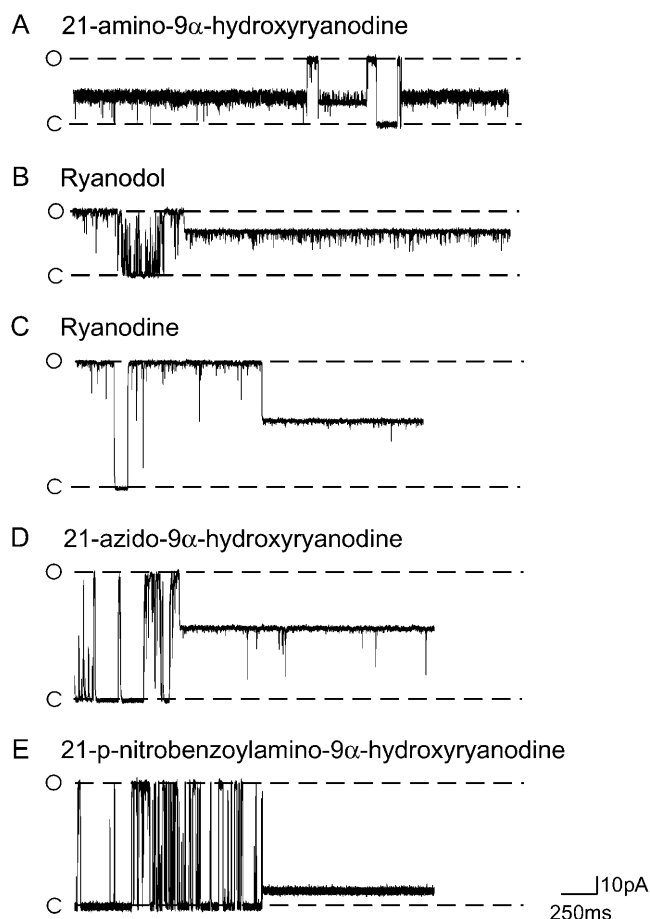 A 21-amino-9α-hydroxyryanodine
O
C
B Ryanodol
O
C
C Ryanodine
O
C
D 21-azido-9α-hydroxyryanodine
O
C
E 21-p-nitrobenzoylamino-9α-hydroxyryanodine
O
C
10pA
250ms